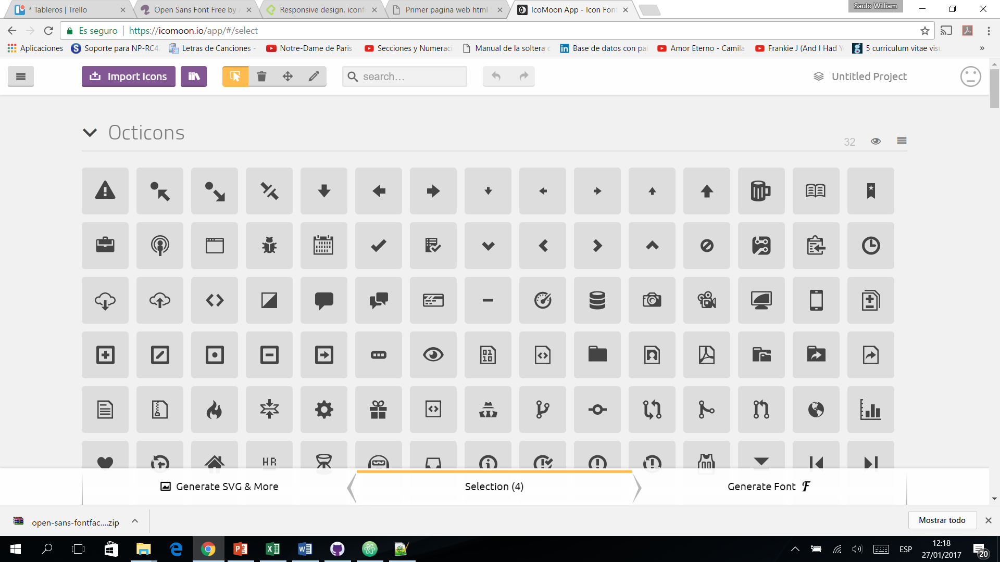 * Tableros | Trello
Open Sans Font Free by
Responsive design, iconf
Primer pagina web html
IcoMoon App - Icon Font
Saulo William
Es seguro
https://icomoon.io/app/#/select
Aplicaciones
Soporte para NP-RC4
Letras de Canciones -
Notre-Dame de Paris
Secciones y Numeraci
Manual de la soltera c
Base de datos con pa
Amor Eterno - Camila
Frankie J (And I Had Y
5 curriculum vitae visu
»
Import Icons
search...
Untitled Project
Octicons
32
Generate SVG & More
Selection (4)
Generate Font
open-sans-fontfac....zip
Mostrar todo
ESP
12:18
27/01/2017
20